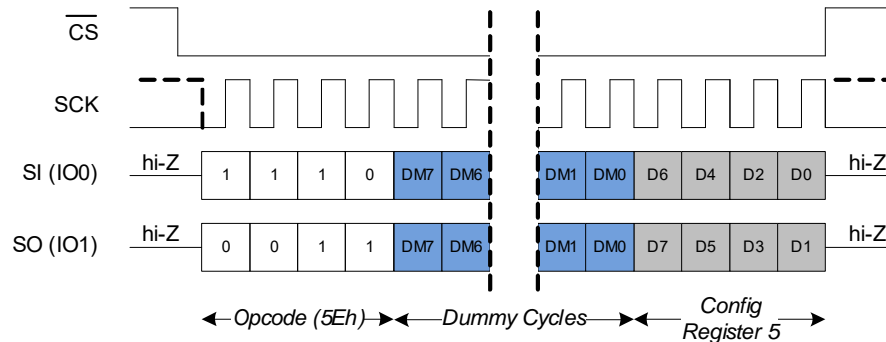 CS
SCK
SI (IO0) hi-Z 1 1 1 0 DM7 DM6 DM1 DM0 D6 D4 D2 D0 hi-Z
SO (IO1) hi-Z 0 0 1 1 DM7 DM6 DM1 DM0 D7 D5 D3 D1 hi-Z
Opcode (5Eh) Dummy Cycles Config
Register 5